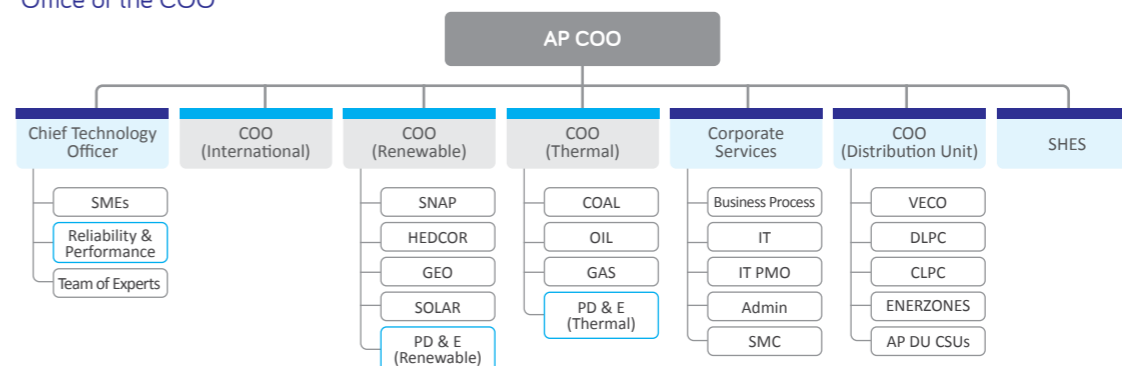 Office of the COO
AP COO
Chief Technology
Officer
COO
(International)
COO
(Renewable)
COO
(Thermal)
Corporate
Services
COO
(Distribution Unit)
SHES
SMEs
Reliability &
Performance
Team of Experts
SNAP
HEDCOR
GEO
SOLAR
PD & E
(Renewable)
COAL
OIL
GAS
PD & E
(Thermal)
Business Process
IT
IT PMO
Admin
SMC
VECO
DLPC
CLPC
ENERZONES
AP DU CSUs